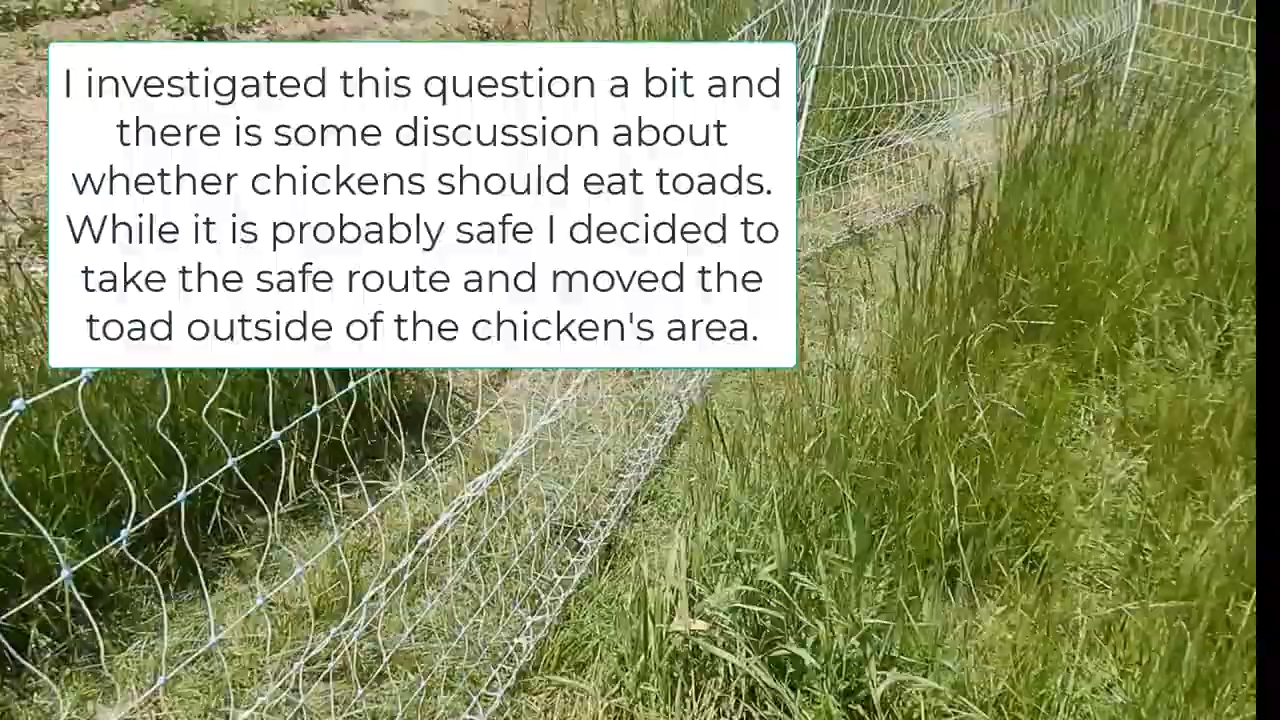 I investigated this question a bit and
there is some discussion about
whether chickens should eat toads.
While it is probably safe I decided to
take the safe route and moved the
toad outside of the chicken's area.